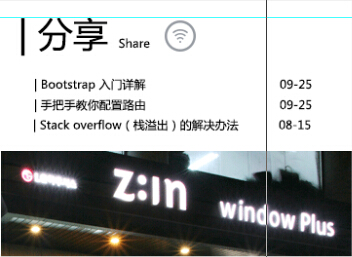 分享 Share
Bootstrap 入门详解 09-25
手把手教你配置路由 09-25
Stack overflow（栈溢出）的解决办法 08-15
z:in
window Plus